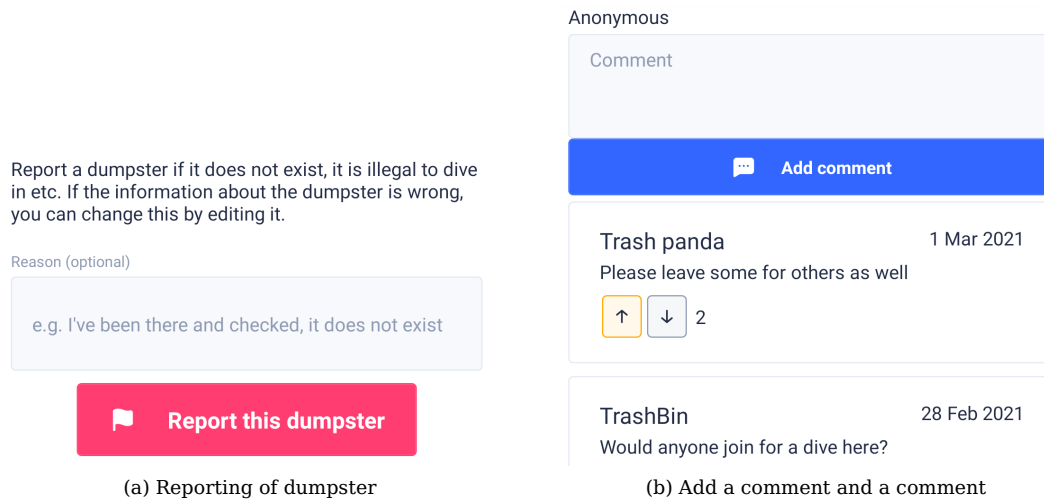 Report a dumpster if it does not exist, it is illegal to dive
in etc. If the information about the dumpster is wrong,
you can change this by editing it.
Reason (optional)
e.g. I've been there and checked, it does not exist
Report this dumpster
(a) Reporting of dumpster
Anonymous
Comment
Add comment
Trash panda
1 Mar 2021
Please leave some for others as well
2
TrashBin
28 Feb 2021
Would anyone join for a dive here?
(b) Add a comment and a comment